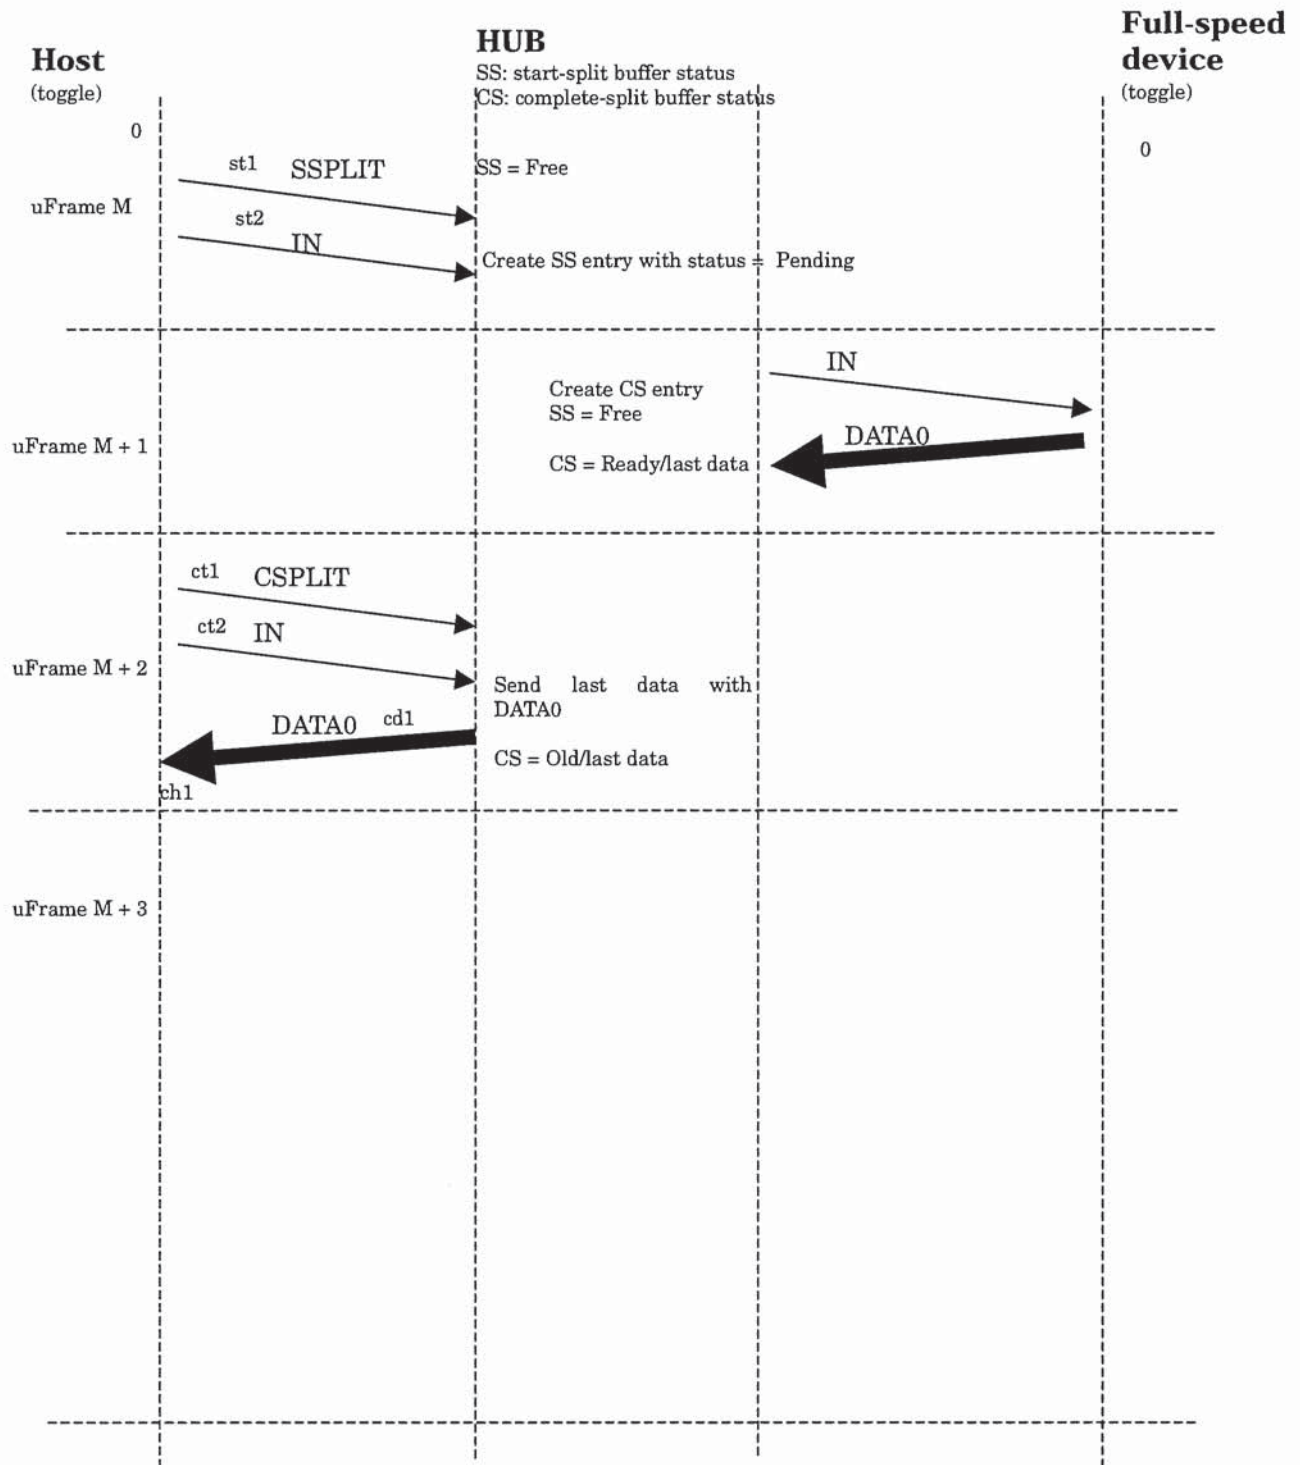 Host
(toggle)
HUB
SS: start-split buffer status
CS: complete-split buffer status
Full-speed
device
(toggle)
0
0
st1 SSPLIT
SS = Free
uFrame M
st2
IN
Create SS entry with status = Pending
IN
Create CS entry
SS = Free
uFrame M + 1
DATA0
CS = Ready/last data
ct1 CSPLIT
ct2 IN
uFrame M + 2
Send last data with
DATA0
DATA0 cd1
CS = Old/last data
ch1
uFrame M + 3